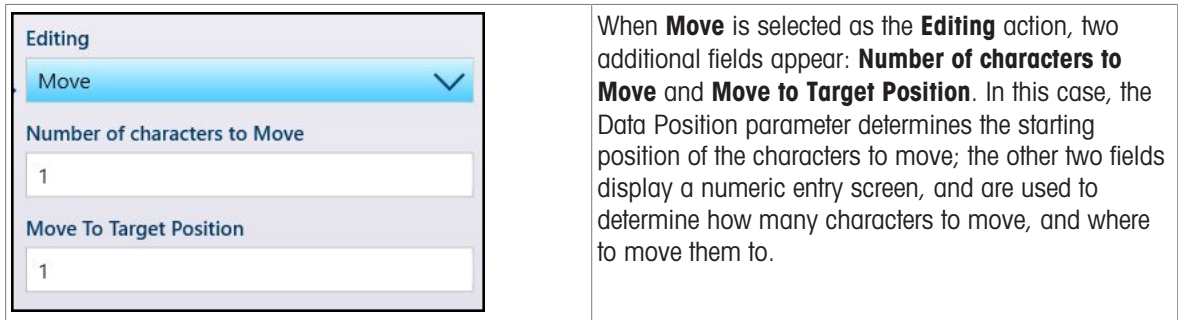 Editing
Move
Number of characters to Move
1
Move To Target Position
1
When Move is selected as the Editing action, two
additional fields appear: Number of characters to
Move and Move to Target Position. In this case, the
Data Position parameter determines the starting
position of the characters to move; the other two fields
display a numeric entry screen, and are used to
determine how many characters to move, and where
to move them to.